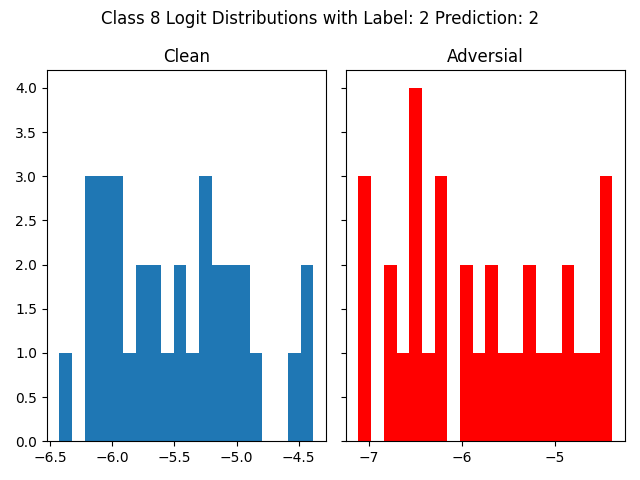 Class 8 Logit Distributions with Label: 2 Prediction: 2
Clean
Adversial
4.0
3.5
3.0
2.5
2.0
1.5
1.0
0.5
0.0
−6.5 −6.0 −5.5 −5.0 −4.5
−7 −6 −5